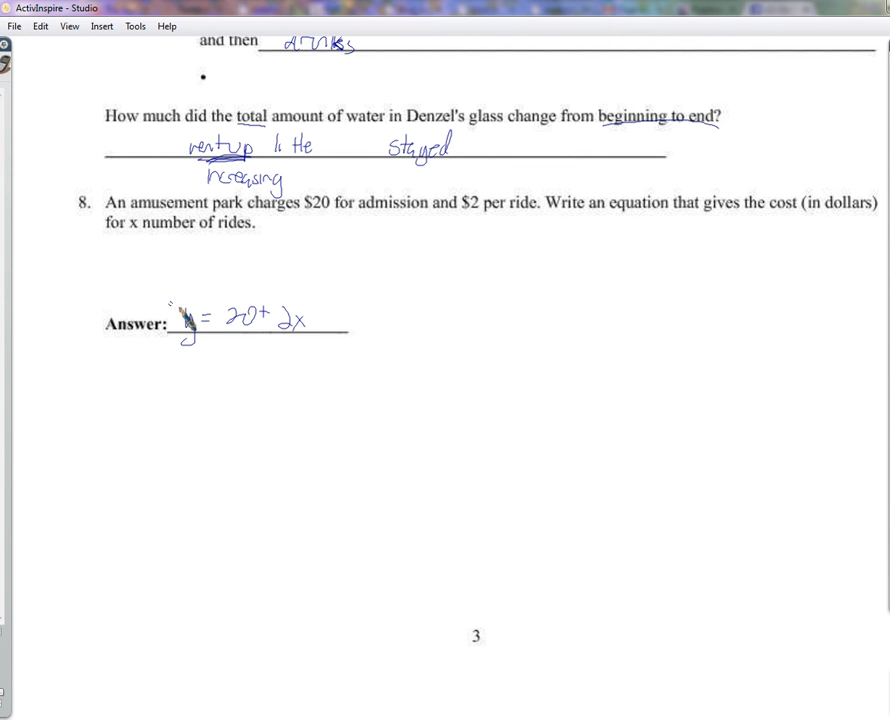 ActivInspire - Studio
File Edit View Insert Tools Help
and then drinks
•
How much did the total amount of water in Denzel's glass change from beginning to end?
went up little stayed
increasing
8. An amusement park charges $20 for admission and $2 per ride. Write an equation that gives the cost (in dollars)
for x number of rides.
Answer: y = 20+ 2x
3